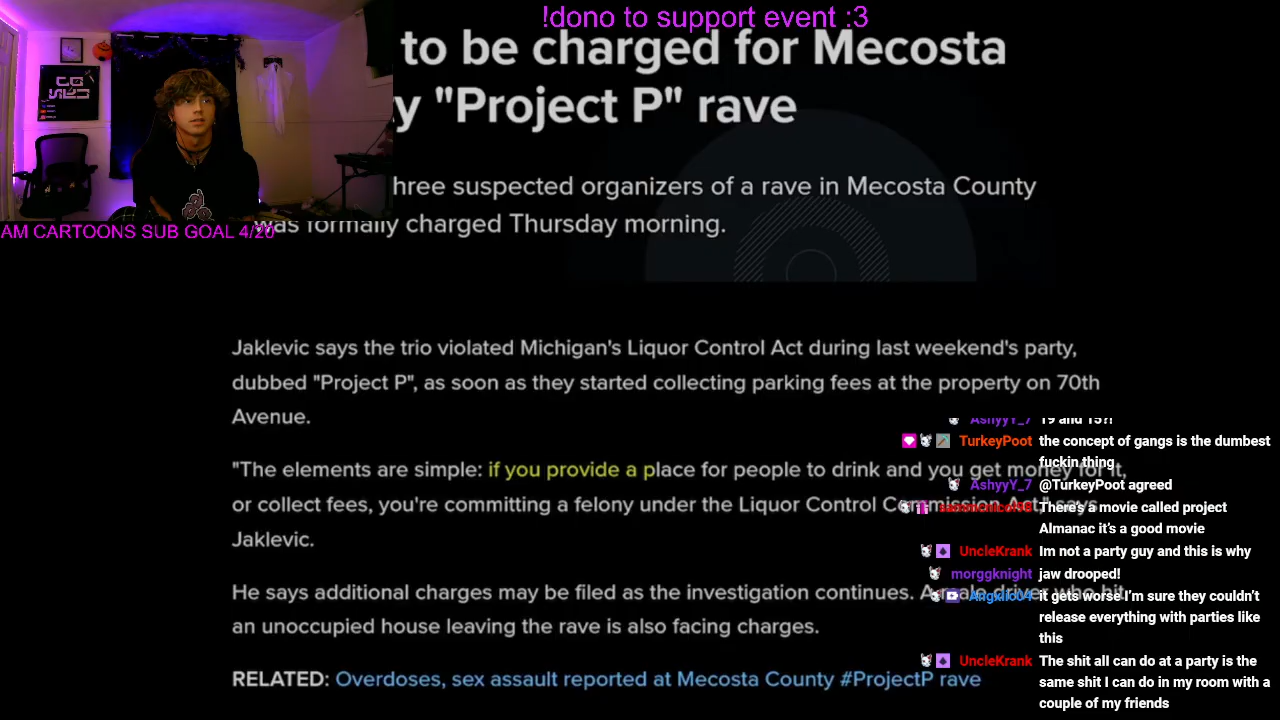 !dono to support event :3
to be charged for Mecosta
y "Project P" rave
hree suspected organizers of a rave in Mecosta County
was formally charged Thursday morning.
AM CARTOONS SUB GOAL 4/20
Jaklevic says the trio violated Michigan's Liquor Control Act during last weekend's party,
dubbed "Project P", as soon as they started collecting parking fees at the property on 70th
Avenue.
"The elements are simple: if you provide a place for people to drink and you get money for it,
or collect fees, you're committing a felony under the Liquor Control Commission Act," says
Jaklevic.
He says additional charges may be filed as the investigation continues. A male driver who hit
an unoccupied house leaving the rave is also facing charges.
RELATED: Overdoses, sex assault reported at Mecosta County #ProjectP rave
AshyyY_7 19 and 15?!
TurkeyPoot the concept of gangs is the dumbest
fuckin thing
AshyyY_7 @TurkeyPoot agreed
There's a movie called project
Almanac it's a good movie
UncleKrank Im not a party guy and this is why
morggknight jaw drooped!
it gets worse I'm sure they couldn't
release everything with parties like
this
UncleKrank The shit all can do at a party is the
same shit I can do in my room with a
couple of my friends